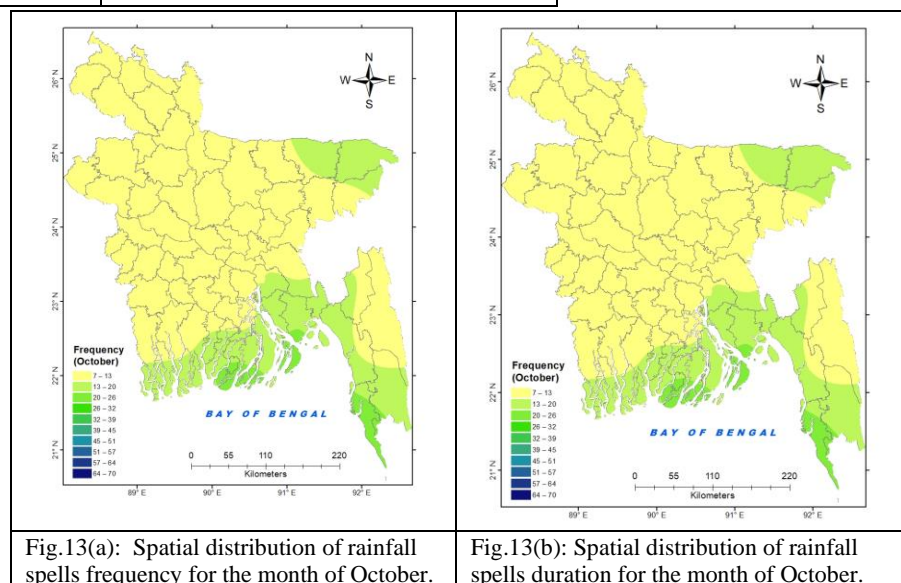 N
W E
S
26° N
25° N
24° N
23° N
22° N
21° N
Frequency
(October)
7 – 13
13 – 20
20 – 26
26 – 32
32 – 39
39 – 45
45 – 51
51 – 57
57 – 64
64 – 70
BAY OF BENGAL
0 55 110 220
Kilometers
89° E 90° E 91° E 92° E
N
W E
S
26° N
25° N
24° N
23° N
22° N
21° N
Frequency
(October)
7 – 13
13 – 20
20 – 26
26 – 32
32 – 39
39 – 45
45 – 51
51 – 57
57 – 64
64 – 70
BAY OF BENGAL
0 55 110 220
Kilometers
89° E 90° E 91° E 92° E
Fig.13(a): Spatial distribution of rainfall
spells frequency for the month of October.
Fig.13(b): Spatial distribution of rainfall
spells duration for the month of October.